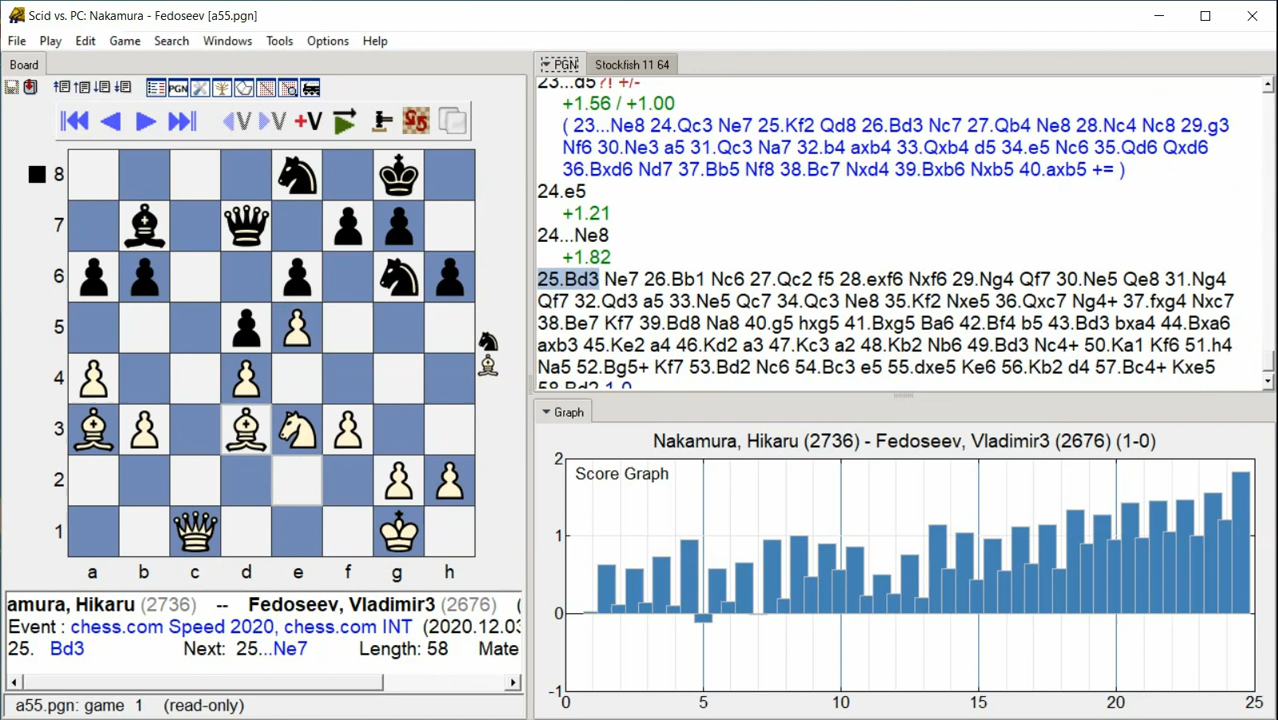 Scid vs. PC: Nakamura - Fedoseev [a55.pgn]
File Play Edit Game Search Windows Tools Options Help
Board
PGN Stockfish 11 64
PGN
V V +V
23...d5?! +/-
+1.56 / +1.00
( 23...Ne8 24.Qc3 Ne7 25.Kf2 Qd8 26.Bd3 Nc7 27.Qb4 Ne8 28.Nc4 Nc8 29.g3
Nf6 30.Ne3 a5 31.Qc3 Na7 32.b4 axb4 33.Qxb4 d5 34.e5 Nc6 35.Qd6 Qxd6
36.Bxd6 Nd7 37.Bb5 Nf8 38.Bc7 Nxd4 39.Bxb6 Nxb5 40.axb5 += )
24.e5
+1.21
24...Ne8
+1.82
25.Bd3 Ne7 26.Bb1 Nc6 27.Qc2 f5 28.exf6 Nxf6 29.Ng4 Qf7 30.Ne5 Qe8 31.Ng4
Qf7 32.Qd3 a5 33.Ne5 Qc7 34.Qc3 Ne8 35.Kf2 Nxe5 36.Qxc7 Ng4+ 37.fxg4 Nxc7
38.Be7 Kf7 39.Bd8 Na8 40.g5 hxg5 41.Bxg5 Ba6 42.Bf4 b5 43.Bd3 bxa4 44.Bxa6
axb3 45.Ke2 a4 46.Kd2 a3 47.Kc3 a2 48.Kb2 Nb6 49.Bd3 Nc4+ 50.Ka1 Kf6 51.h4
Na5 52.Bg5+ Kf7 53.Bd2 Nc6 54.Bc3 e5 55.dxe5 Ke6 56.Kb2 d4 57.Bc4+ Kxe5
58.Bd2 1-0
8
7
6
5
4
3
2
1
a b c d e f g h
Graph
Nakamura, Hikaru (2736) - Fedoseev, Vladimir3 (2676) (1-0)
Score Graph
2
1
0
-1
0 5 10 15 20 25
amura, Hikaru (2736) -- Fedoseev, Vladimir3 (2676) (
Event : chess.com Speed 2020, chess.com INT (2020.12.03
25. Bd3 Next: 25...Ne7 Length: 58 Mate
a55.pgn: game 1 (read-only)